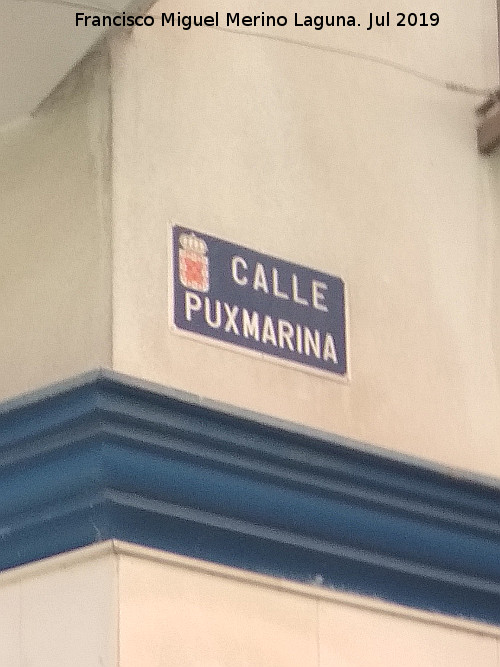 Francisco Miguel Merino Laguna. Jul 2019
CALLE
PUXMARINA